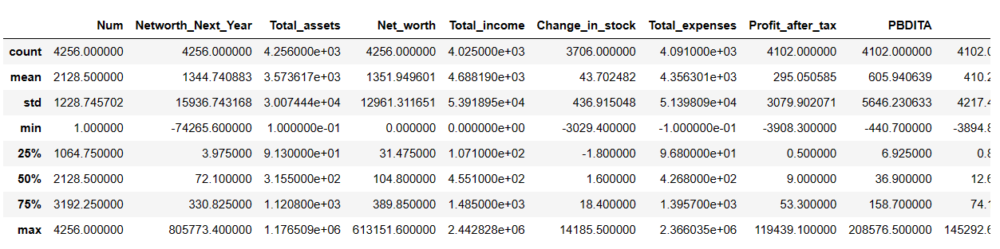 Num Networth_Next_Year Total_assets Net_worth Total_income Change_in_stock Total_expenses Profit_after_tax PBDITA
count 4256.000000 4256.000000 4.256000e+03 4256.000000 4.025000e+03 3706.000000 4.091000e+03 4102.000000 4102.000000 4102.0
mean 2128.500000 1344.740883 3.573617e+03 1351.949601 4.688190e+03 43.702482 4.356301e+03 295.050585 605.940639 410.2
std 1228.745702 15936.743168 3.007444e+04 12961.311651 5.391895e+04 436.915048 5.139809e+04 3079.902071 5646.230633 4217.4
min 1.000000 -74265.600000 1.000000e-01 0.000000 0.000000e+00 -3029.400000 -1.000000e-01 -3908.300000 -440.700000 -3894.8
25% 1064.750000 3.975000 9.130000e+01 31.475000 1.071000e+02 -1.800000 9.680000e+01 0.500000 6.925000 0.8
50% 2128.500000 72.100000 3.155000e+02 104.800000 4.551000e+02 1.600000 4.268000e+02 9.000000 36.900000 12.6
75% 3192.250000 330.825000 1.120800e+03 389.850000 1.485000e+03 18.400000 1.395700e+03 53.300000 158.700000 74.1
max 4256.000000 805773.400000 1.176509e+06 613151.600000 2.442828e+06 14185.500000 2.366035e+06 119439.100000 208576.500000 145292.6